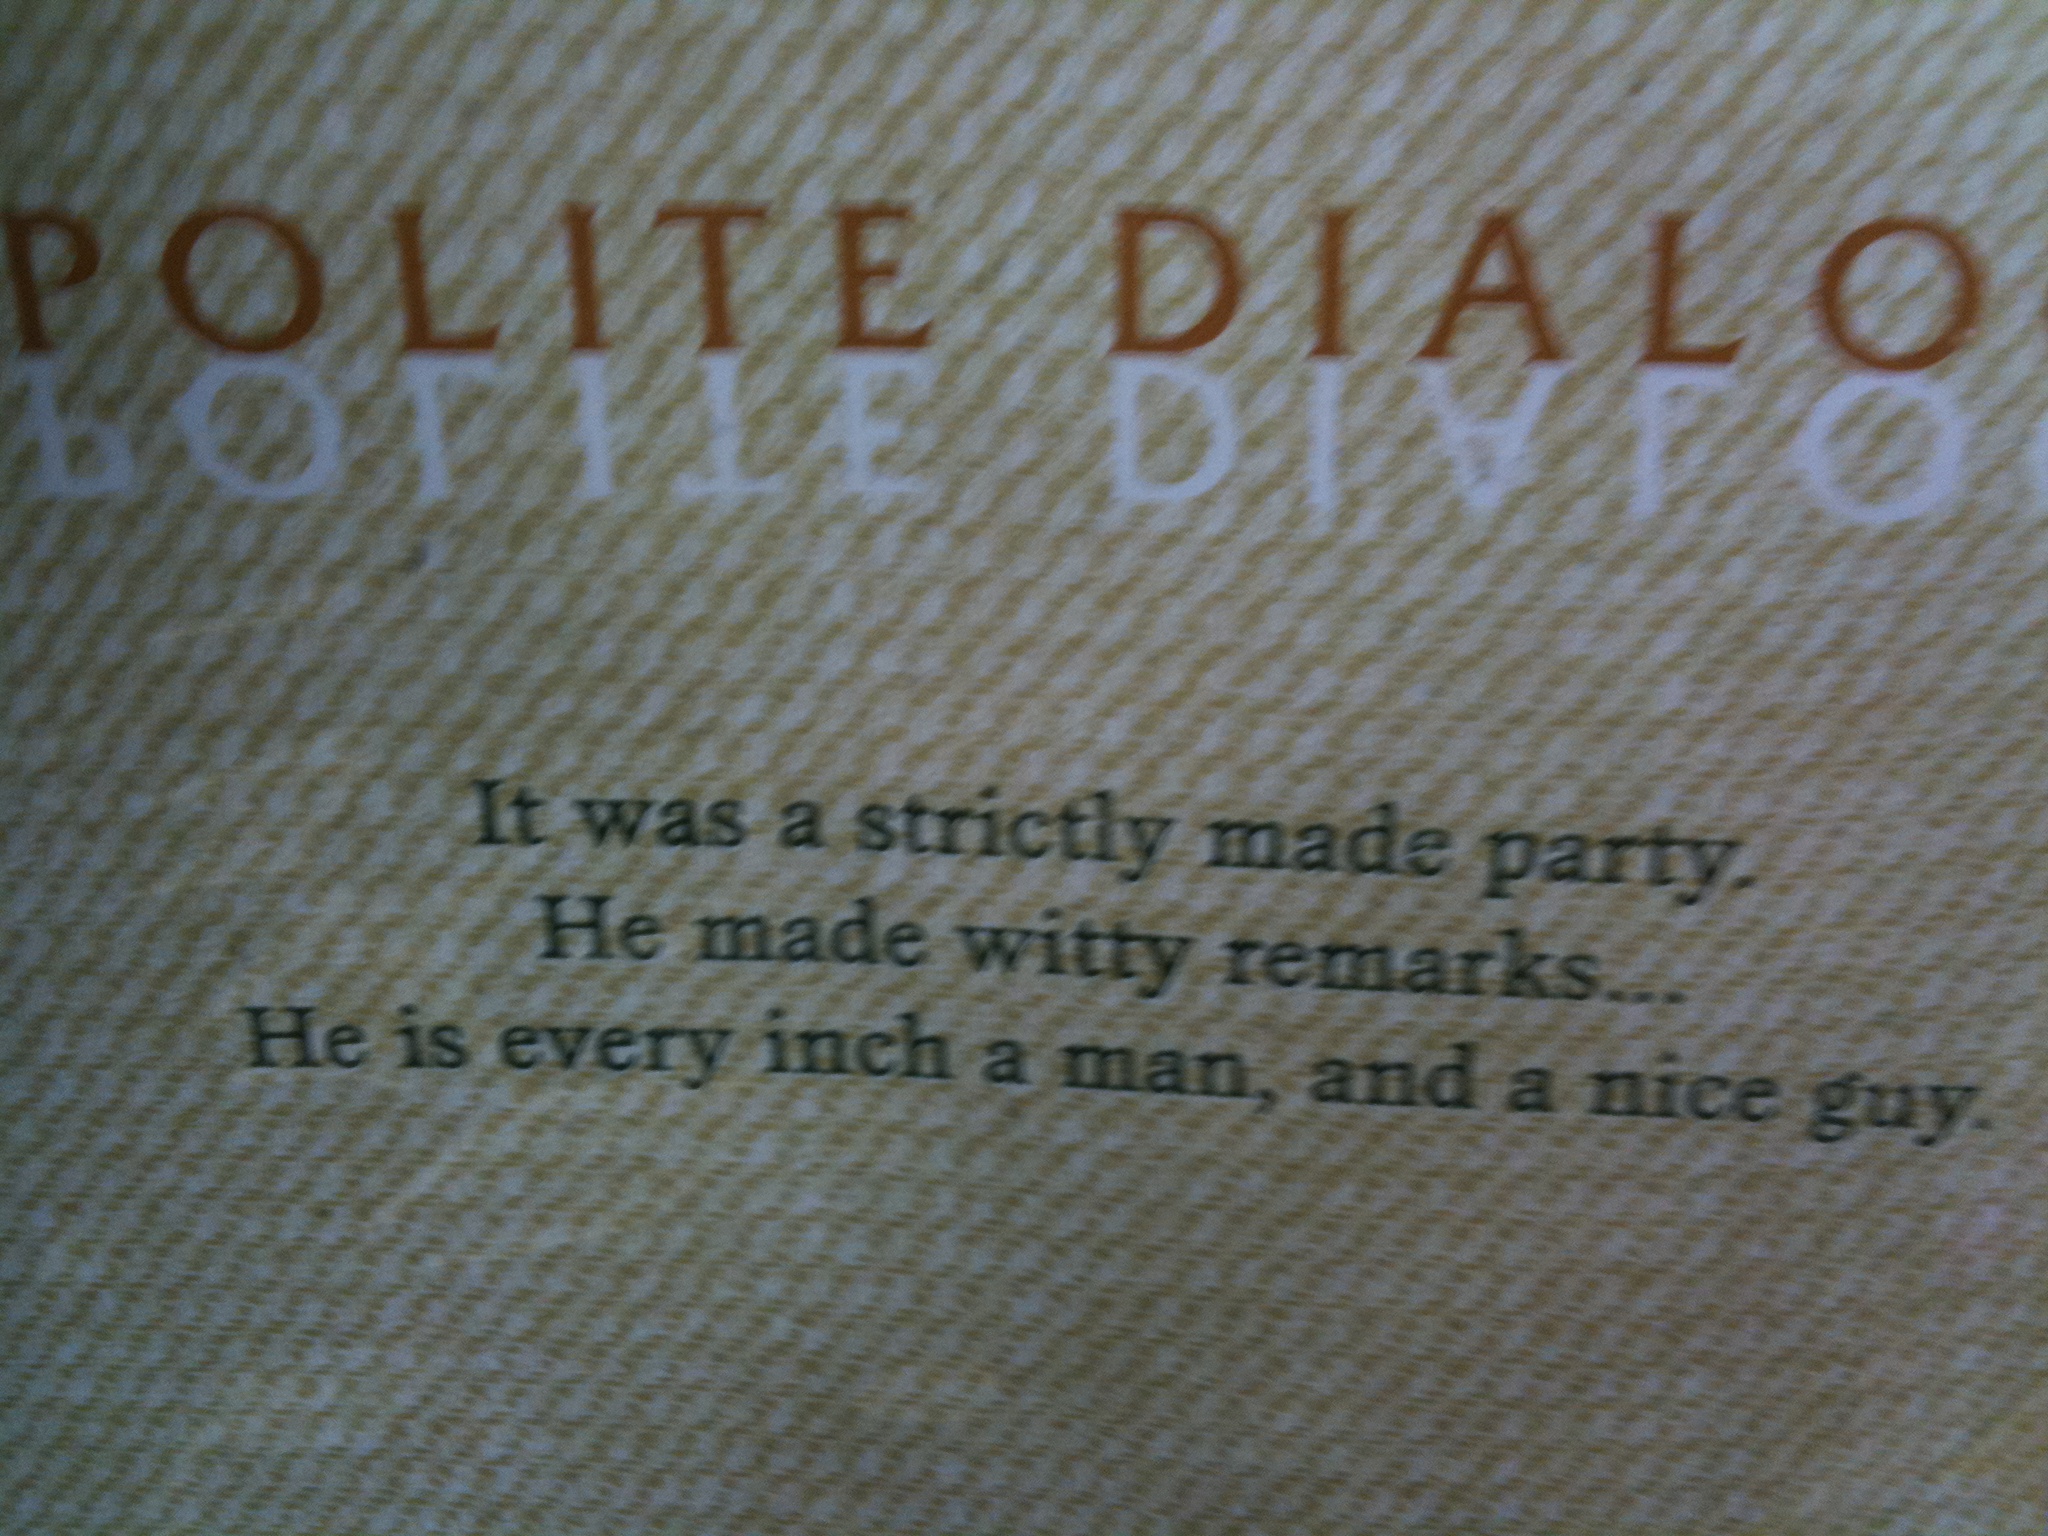 POLITE DIALO
It was a strictly made party.
He made witty remarks...
He is every inch a man, and a nice guy.